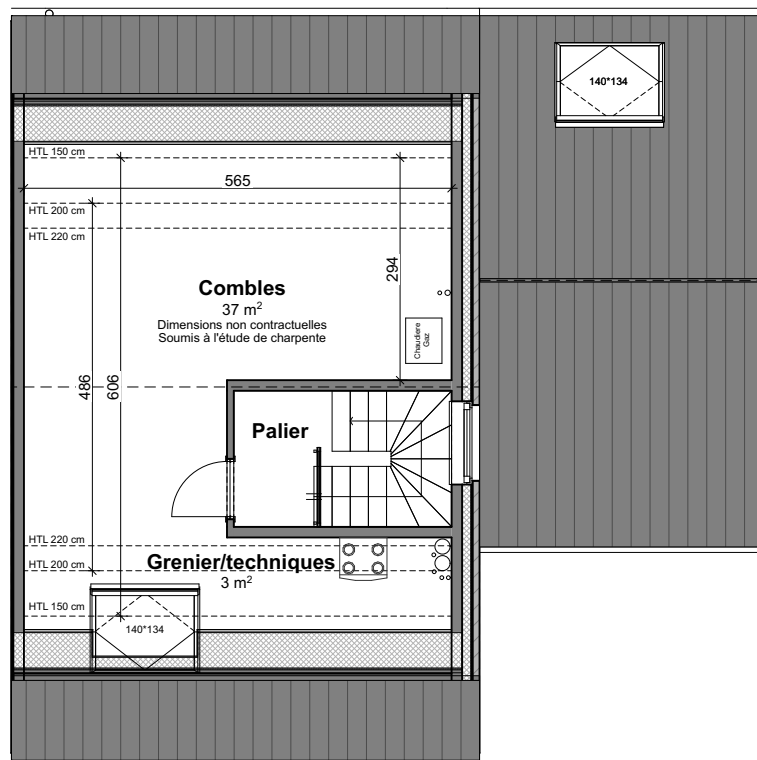 140*134
HTL 150 cm
565
HTL 200 cm
HTL 220 cm
294
Combles
37 m²
Dimensions non contractuelles
Soumis à l'étude de charpente
Chaudiere
Gaz
486
606
Palier
HTL 220 cm
Grenier/techniques
HTL 200 cm
3 m²
HTL 150 cm
140*134